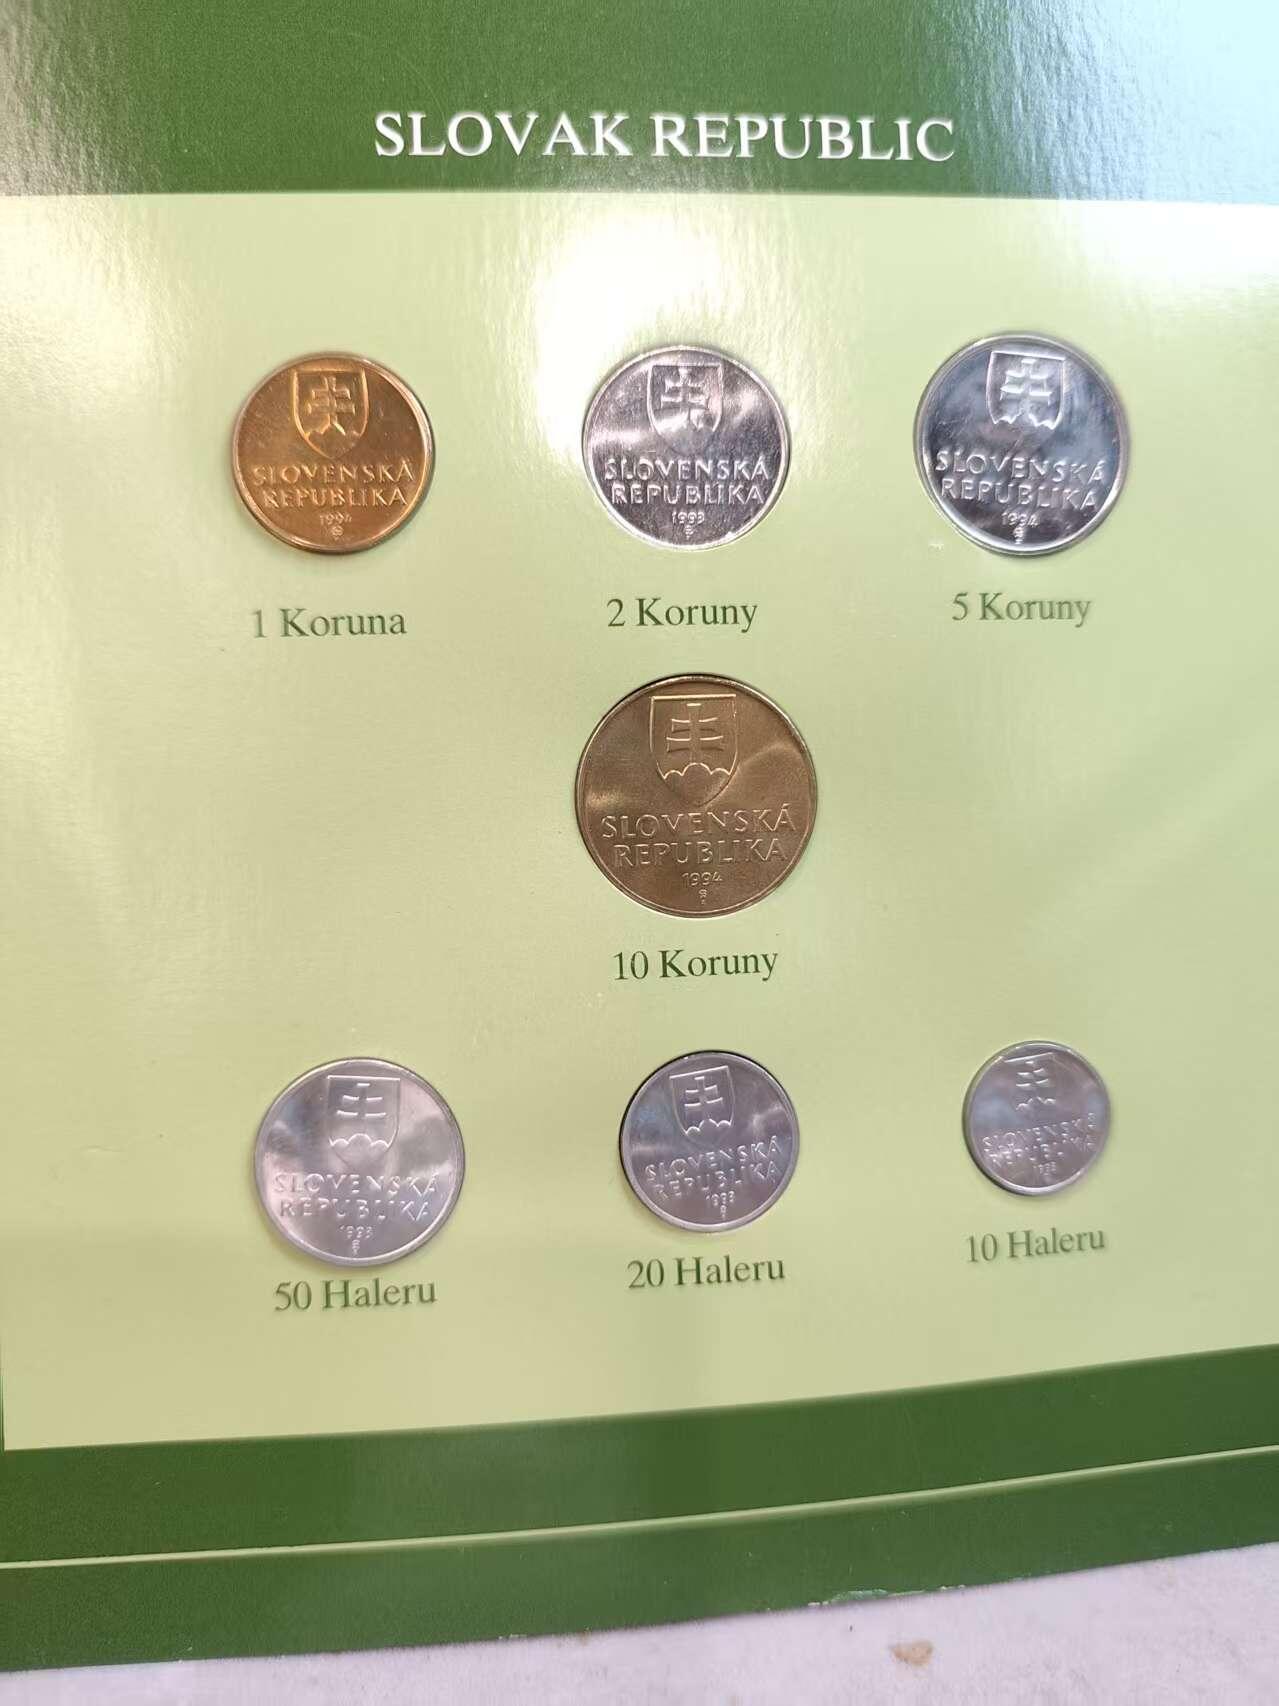 SLOVAK REPUBLIC
SLOVENSKÁ
REPUBLIKA
1994
SLOVENSKÁ
REPUBLIKA
1993
SLOVENSKÁ
REPUBLIKA
1994
1 Koruna
2 Koruny
5 Koruny
SLOVENSKÁ
REPUBLIKA
1994
10 Koruny
SLOVENSKÁ
REPUBLIKA
1993
SLOVENSKÁ
REPUBLIKA
1993
SLOVENSKÁ
REPUBLIKA
1993
50 Haleru
20 Haleru
10 Haleru